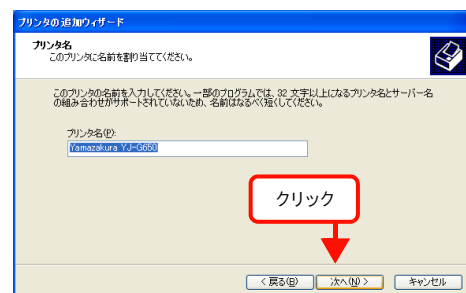 プリンタの追加ウィザード
プリンタ名
このプリンタに名前を割り当ててください。
このプリンタの名前を入力してください。一部のプログラムでは、32 文字以上になるプリンタ名とサーバー名
の組み合わせがサポートされていないため、名前はなるべく短くしてください。
プリンタ名(P):
Yamazakura YJ-G650
クリック
< 戻る(B)
次へ(N) >
キャンセル